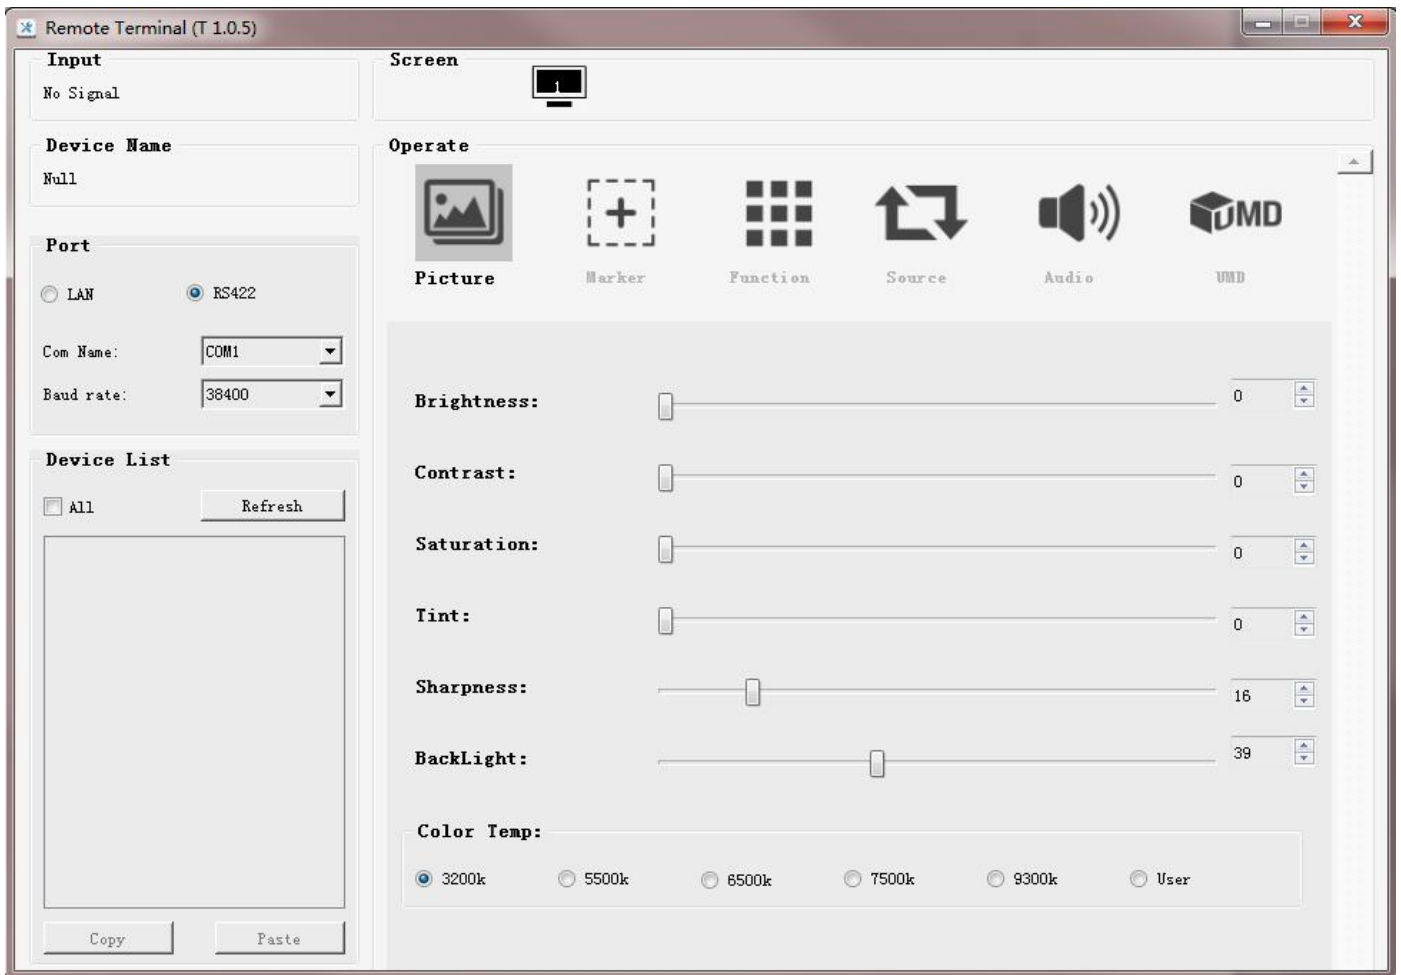 Remote Terminal (T 1.0.5)
Input
No Signal
Screen
1
Device Name
Null
Operate
Picture
Marker
Function
Source
Audio
UMD
UMD
Port
LAN
RS422
Com Name:
COM1
Baud rate:
38400
Device List
All
Refresh
Copy
Paste
Brightness:
0
Contrast:
0
Saturation:
0
Tint:
0
Sharpness:
16
BackLight:
39
Color Temp:
3200k
5500k
6500k
7500k
9300k
User